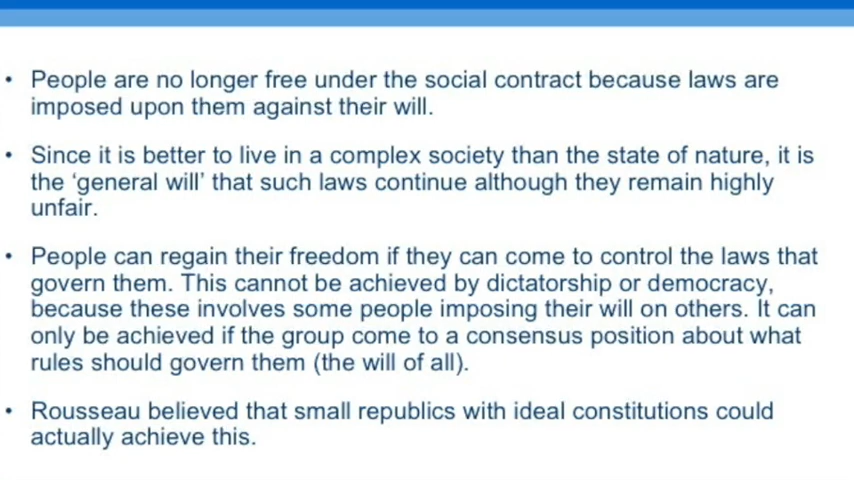 • People are no longer free under the social contract because laws are
imposed upon them against their will.
• Since it is better to live in a complex society than the state of nature, it is
the ‘general will’ that such laws continue although they remain highly
unfair.
• People can regain their freedom if they can come to control the laws that
govern them. This cannot be achieved by dictatorship or democracy,
because these involves some people imposing their will on others. It can
only be achieved if the group come to a consensus position about what
rules should govern them (the will of all).
• Rousseau believed that small republics with ideal constitutions could
actually achieve this.